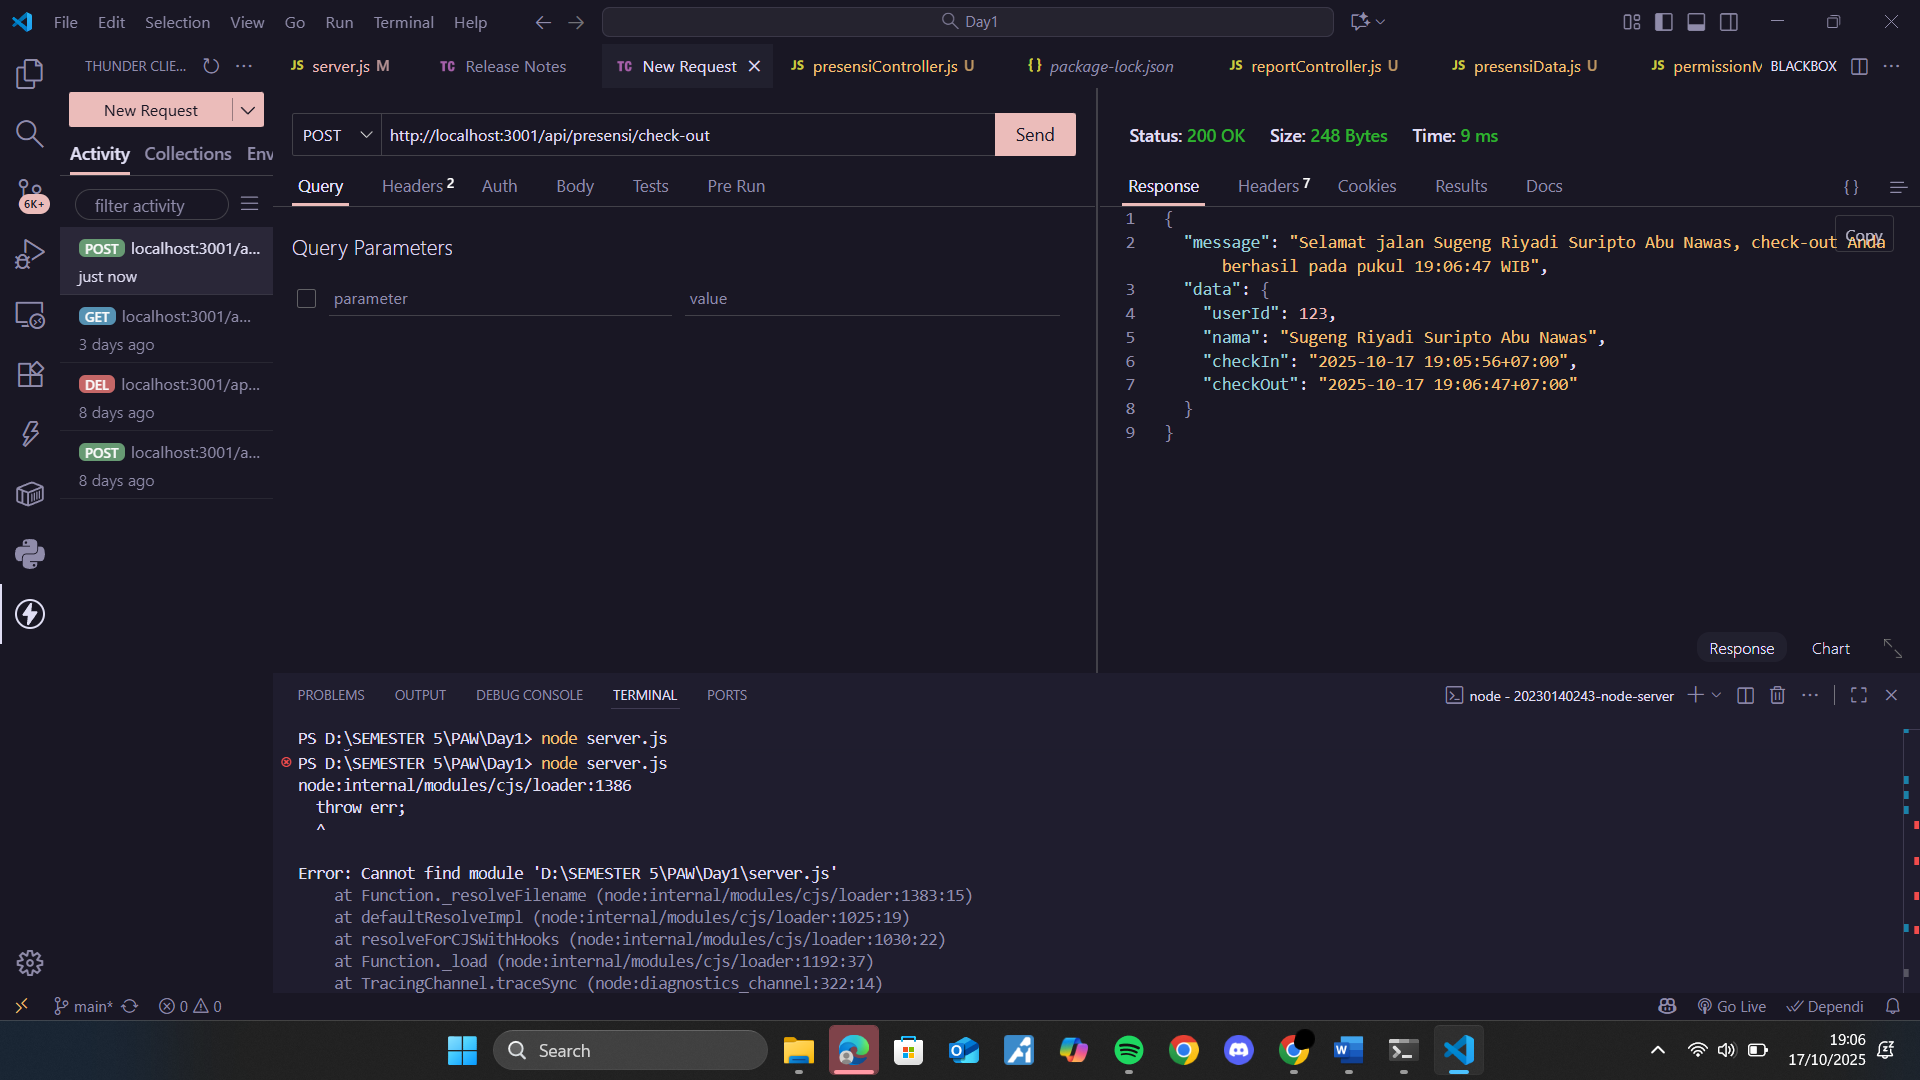 File Edit Selection View Go Run Terminal Help
Day1
THUNDER CLIE...
JS server.js M
TC Release Notes
TC New Request
JS presensiController.js U
{} package-lock.json
JS reportController.js U
JS presensiData.js U
JS permissionM
BLACKBOX
New Request
Activity Collections Env
6K+
filter activity
POST localhost:3001/a...
just now
GET localhost:3001/a...
3 days ago
DEL localhost:3001/ap...
8 days ago
POST localhost:3001/a...
8 days ago
POST http://localhost:3001/api/presensi/check-out Send
Query Headers 2 Auth Body Tests Pre Run
Query Parameters
parameter value
Status: 200 OK Size: 248 Bytes Time: 9 ms
Response Headers 7 Cookies Results Docs {}
Copy
1 {
2 "message": "Selamat jalan Sugeng Riyadi Suripto Abu Nawas, check-out Anda
berhasil pada pukul 19:06:47 WIB",
3 "data": {
4 "userId": 123,
5 "nama": "Sugeng Riyadi Suripto Abu Nawas",
6 "checkIn": "2025-10-17 19:05:56+07:00",
7 "checkOut": "2025-10-17 19:06:47+07:00"
8 }
9 }
Response Chart
PROBLEMS OUTPUT DEBUG CONSOLE TERMINAL PORTS
node - 20230140243-node-server
PS D:\SEMESTER 5\PAW\Day1> node server.js
PS D:\SEMESTER 5\PAW\Day1> node server.js
node:internal/modules/cjs/loader:1386
throw err;
^
Error: Cannot find module 'D:\SEMESTER 5\PAW\Day1\server.js'
at Function._resolveFilename (node:internal/modules/cjs/loader:1383:15)
at defaultResolveImpl (node:internal/modules/cjs/loader:1025:19)
at resolveForCJSWithHooks (node:internal/modules/cjs/loader:1030:22)
at Function._load (node:internal/modules/cjs/loader:1192:37)
at TracingChannel.traceSync (node:diagnostics_channel:322:14)
main* 0 0
Go Live Dependi
Search
19:06
17/10/2025